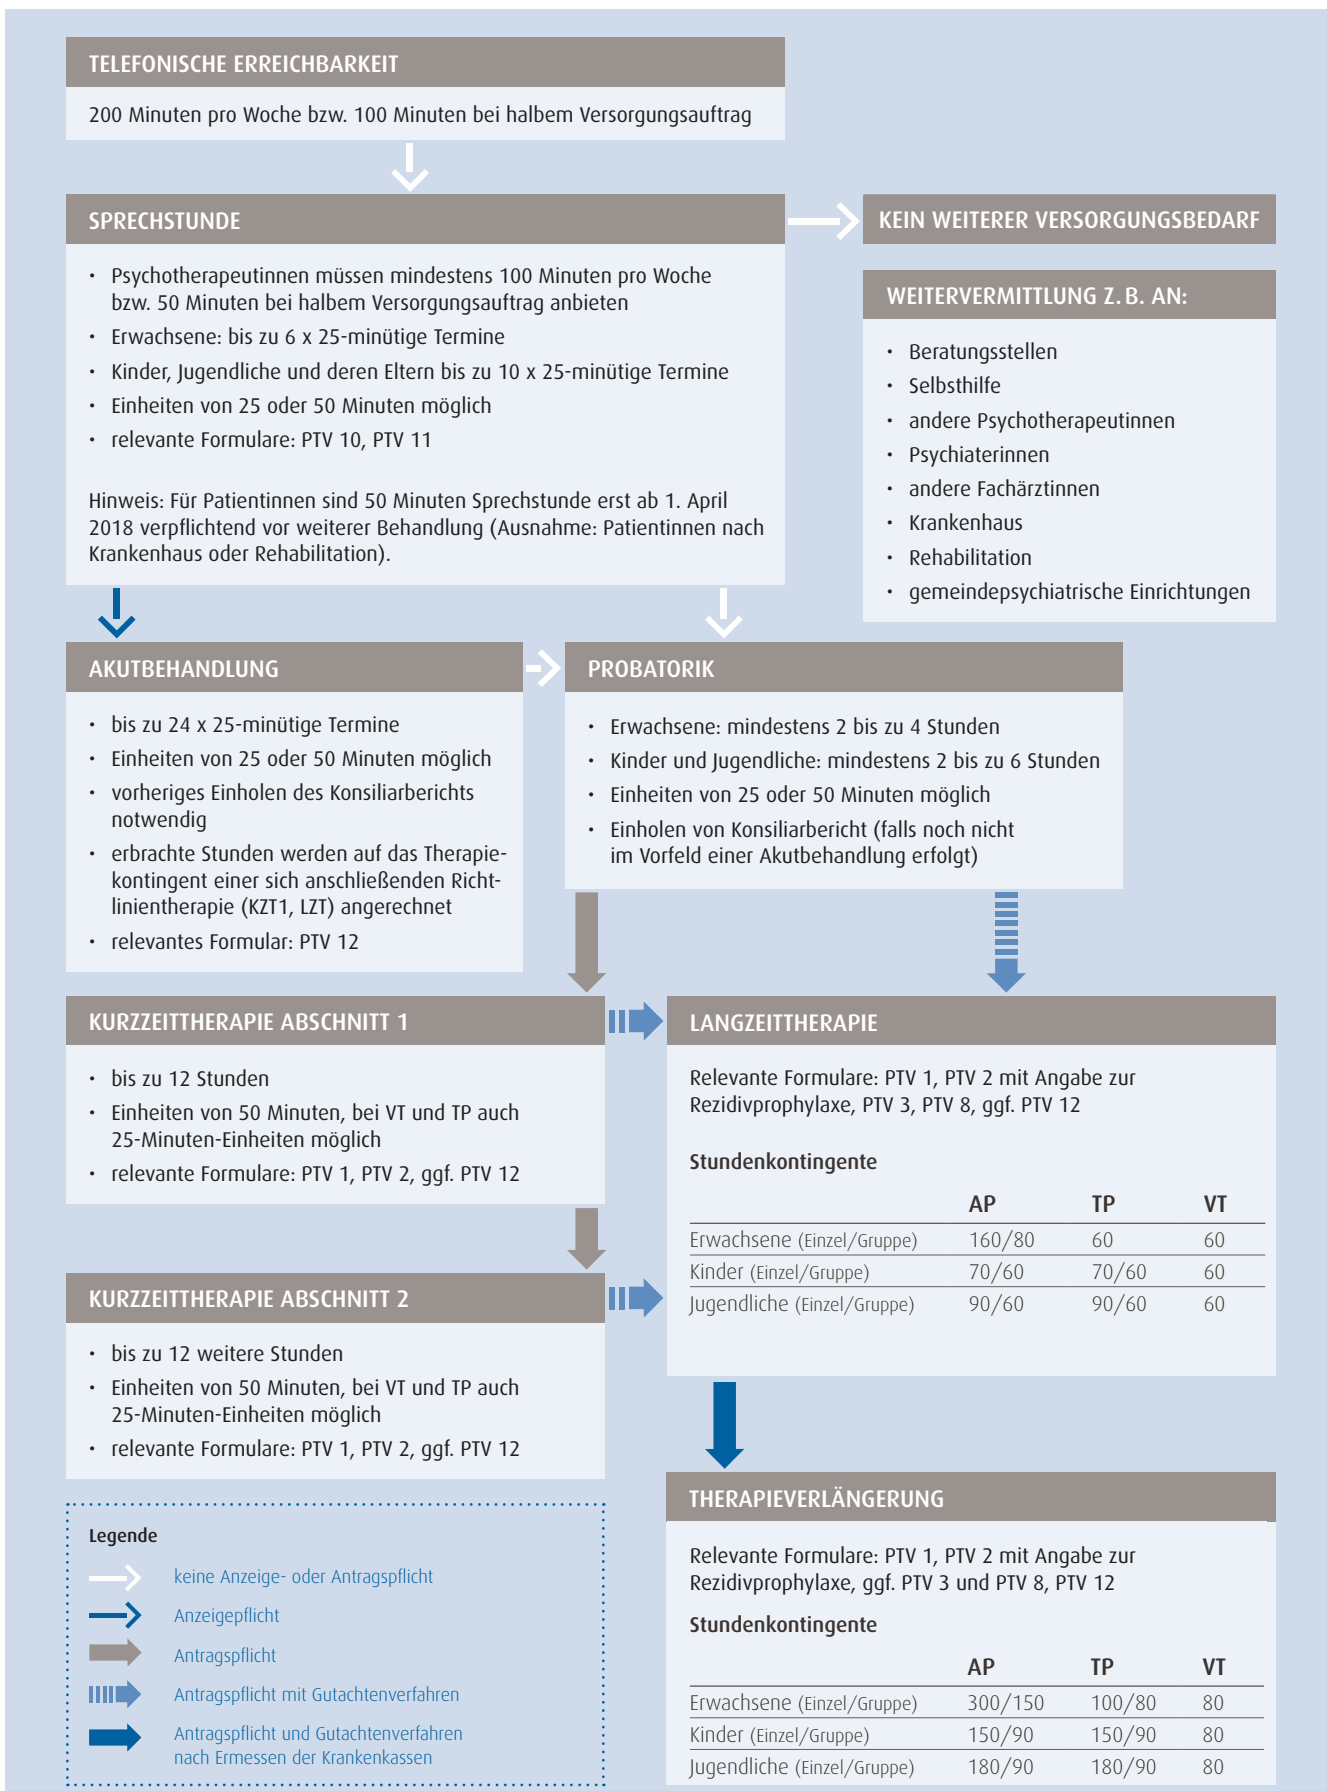 TELEFONISCHE ERREICHBARKEIT
200 Minuten pro Woche bzw. 100 Minuten bei halbem Versorgungsauftrag
SPRECHSTUNDE
• Psychotherapeutinnen müssen mindestens 100 Minuten pro Woche
bzw. 50 Minuten bei halbem Versorgungsauftrag anbieten
• Erwachsene: bis zu 6 x 25-minütige Termine
• Kinder, Jugendliche und deren Eltern bis zu 10 x 25-minütige Termine
• Einheiten von 25 oder 50 Minuten möglich
• relevante Formulare: PTV 10, PTV 11
Hinweis: Für Patientinnen sind 50 Minuten Sprechstunde erst ab 1. April
2018 verpflichtend vor weiterer Behandlung (Ausnahme: Patientinnen nach
Krankenhaus oder Rehabilitation).
KEIN WEITERER VERSORGUNGSBEDARF
WEITERVERMITTLUNG Z. B. AN:
• Beratungsstellen
• Selbsthilfe
• andere Psychotherapeutinnen
• Psychiaterinnen
• andere Fachärztinnen
• Krankenhaus
• Rehabilitation
• gemeindepsychiatrische Einrichtungen
AKUTBEHANDLUNG
• bis zu 24 x 25-minütige Termine
• Einheiten von 25 oder 50 Minuten möglich
• vorheriges Einholen des Konsiliarberichts
notwendig
• erbrachte Stunden werden auf das Therapie-
kontingent einer sich anschließenden Richt-
linientherapie (KZT1, LZT) angerechnet
• relevantes Formular: PTV 12
PROBATORIK
• Erwachsene: mindestens 2 bis zu 4 Stunden
• Kinder und Jugendliche: mindestens 2 bis zu 6 Stunden
• Einheiten von 25 oder 50 Minuten möglich
• Einholen von Konsiliarbericht (falls noch nicht
im Vorfeld einer Akutbehandlung erfolgt)
KURZZEITTHERAPIE ABSCHNITT 1
• bis zu 12 Stunden
• Einheiten von 50 Minuten, bei VT und TP auch
25-Minuten-Einheiten möglich
• relevante Formulare: PTV 1, PTV 2, ggf. PTV 12
KURZZEITTHERAPIE ABSCHNITT 2
• bis zu 12 weitere Stunden
• Einheiten von 50 Minuten, bei VT und TP auch
25-Minuten-Einheiten möglich
• relevante Formulare: PTV 1, PTV 2, ggf. PTV 12
LANGZEITTHERAPIE
Relevante Formulare: PTV 1, PTV 2 mit Angabe zur
Rezidivprophylaxe, PTV 3, PTV 8, ggf. PTV 12
Stundenkontingente
AP TP VT
Erwachsene (Einzel/Gruppe) 160/80 60 60
Kinder (Einzel/Gruppe) 70/60 70/60 60
Jugendliche (Einzel/Gruppe) 90/60 90/60 60
THERAPIEVERLÄNGERUNG
Relevante Formulare: PTV 1, PTV 2 mit Angabe zur
Rezidivprophylaxe, ggf. PTV 3 und PTV 8, PTV 12
Stundenkontingente
AP TP VT
Erwachsene (Einzel/Gruppe) 300/150 100/80 80
Kinder (Einzel/Gruppe) 150/90 150/90 80
Jugendliche (Einzel/Gruppe) 180/90 180/90 80
Legende
keine Anzeige- oder Antragspflicht
Anzeigepflicht
Antragspflicht
Antragspflicht mit Gutachtenverfahren
Antragspflicht und Gutachtenverfahren
nach Ermessen der Krankenkassen